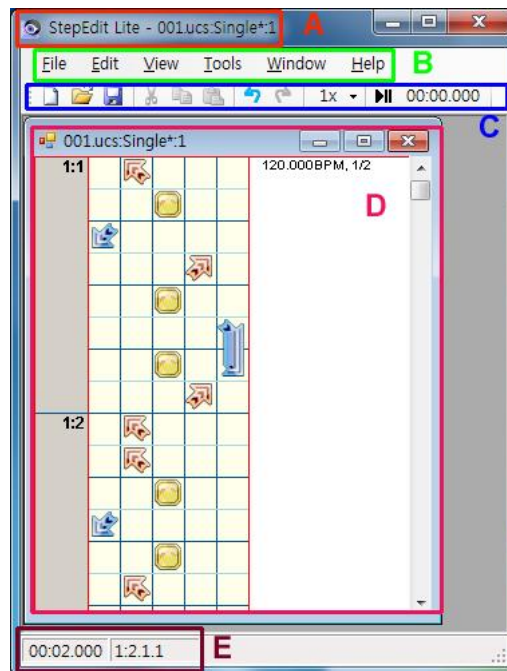 StepEdit Lite - 001.ucs:Single*:1 A
File Edit View Tools Window Help B
1x 00:00.000
C
001.ucs:Single*:1
1:1 120.000BPM, 1/2
D
1:2
00:02.000 1:2.1.1 E